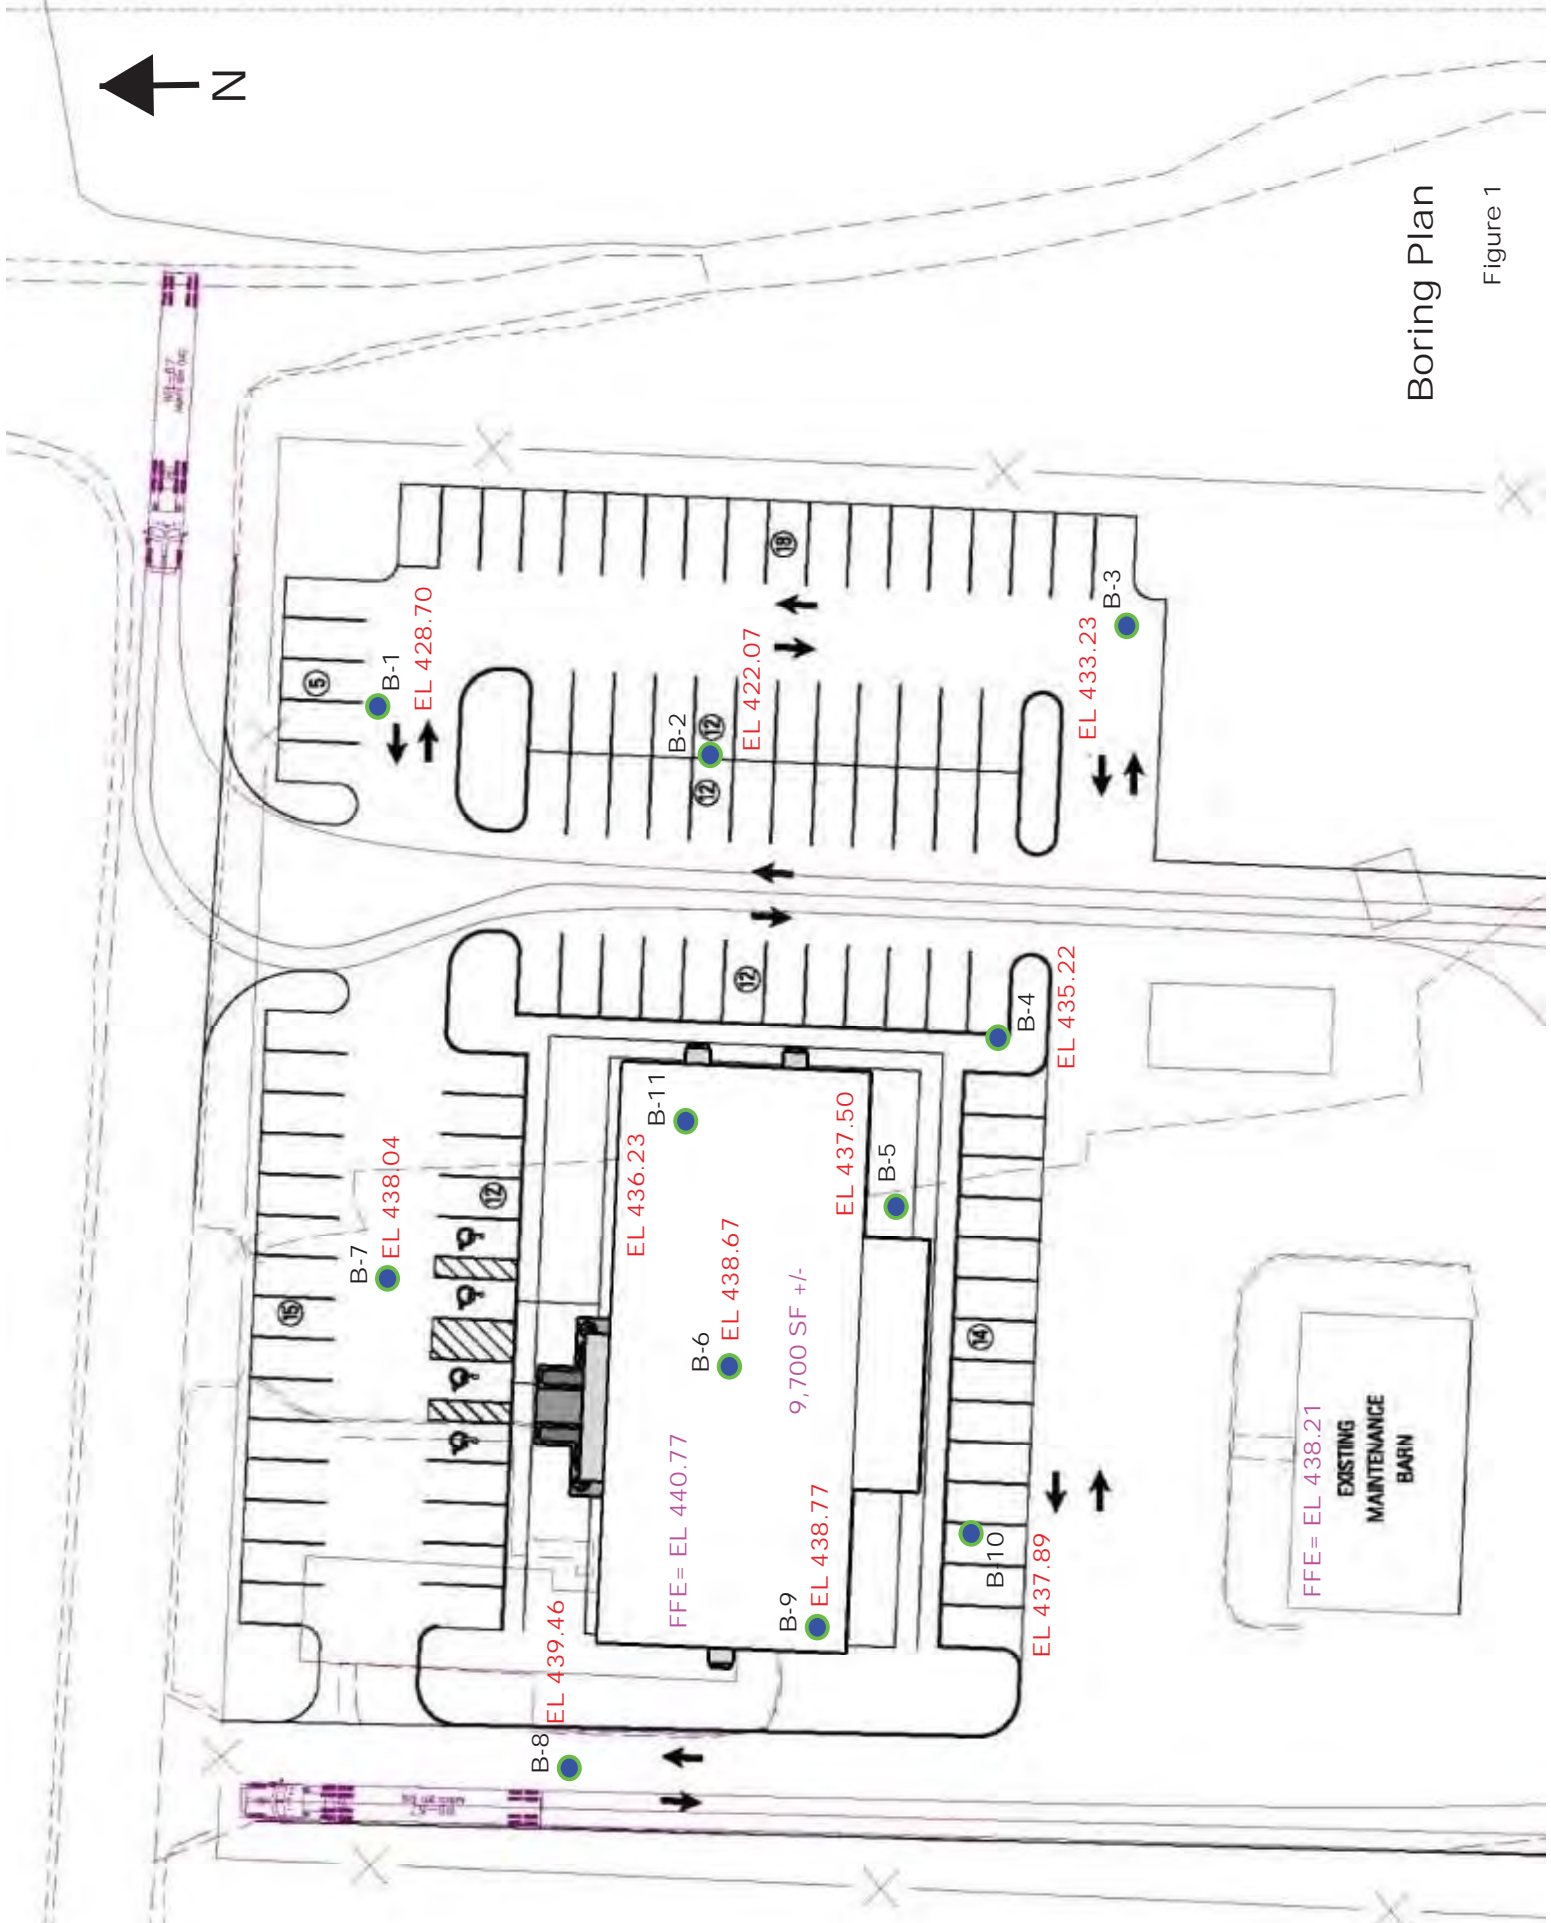 N
B-1
EL 428.70
B-2
EL 422.07
B-3
EL 433.23
B-4
EL 435.22
B-11
EL 436.23
B-5
EL 437.50
B-7
EL 438.04
B-6
EL 438.67
9,700 SF +/-
FFE= EL 440.77
B-9
EL 438.77
B-10
EL 437.89
B-8
EL 439.46
5
18
12
12
12
12
15
14
FFE= EL 438.21
EXISTING
MAINTENANCE
BARN
Boring Plan
Figure 1